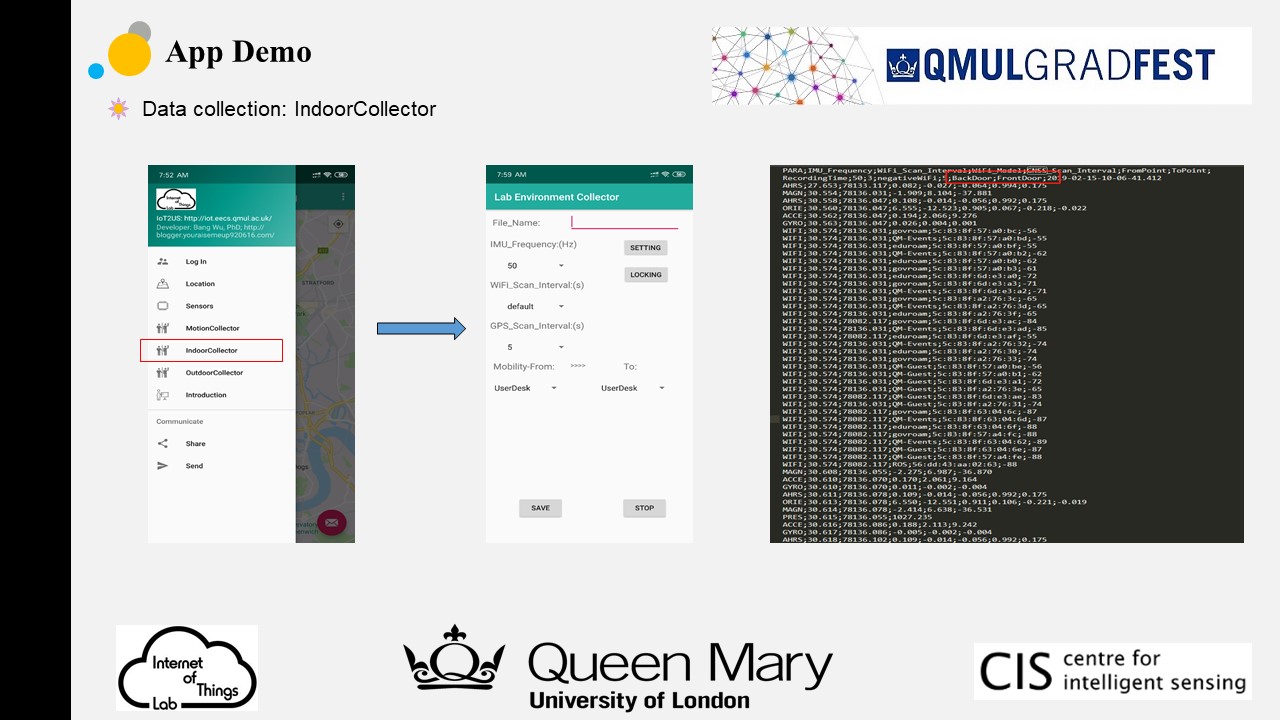 App Demo
QMULGRADFEST
Data collection: IndoorCollector
7:52 AM
Internet
of
Things
Lab
IoT2US: http://iot.eecs.qmul.ac.uk/
Developer: Bang Wu, PhD; http://
blogger.youraisemeup920616.com/
Log In
Location
Sensors
MotionCollector
IndoorCollector
OutdoorCollector
Introduction
Communicate
Share
Send
STRATFORD
7:59 AM
Lab Environment Collector
File_Name:
IMU_Frequency:(Hz)
SETTING
50
LOCKING
WiFi_Scan_Interval:(s)
default
GPS_Scan_Interval:(s)
5
Mobility-From: >>>> To:
UserDesk UserDesk
SAVE STOP
PARA;IMU_Frequency;WiFi_Scan_Interval;WiFi_Model;GNSS_Scan_Interval;FromPoint;ToPoint;
RecordingTime;50;3;negativeWiFi;5;BackDoor;FrontDoor;2019-02-15-10-06-41.412
AHRS;27.653;78133.117;0.082;-0.027;-0.064;0.994;0.175
MAGN;30.554;78136.031;-1.909;8.104;-37.881
AHRS;30.558;78136.047;0.108;-0.014;-0.056;0.992;0.175
ORIE;30.560;78136.047;6.555;-12.523;0.905;0.067;-0.218;-0.022
ACCE;30.562;78136.047;0.194;2.066;9.276
GYRO;30.563;78136.047;0.026;0.004;0.001
WIFI;30.574;78136.031;govroam;5c:83:8f:57:a0:bc;-56
WIFI;30.574;78136.031;QM-Events;5c:83:8f:57:a0:bd;-55
WIFI;30.574;78136.031;eduroam;5c:83:8f:57:a0:bf;-55
WIFI;30.574;78136.031;QM-Events;5c:83:8f:57:a0:b2;-62
WIFI;30.574;78136.031;eduroam;5c:83:8f:57:a0:b0;-62
WIFI;30.574;78136.031;govroam;5c:83:8f:57:a0:b3;-61
WIFI;30.574;78136.031;eduroam;5c:83:8f:6d:e3:a0;-72
WIFI;30.574;78136.031;govroam;5c:83:8f:6d:e3:a3;-71
WIFI;30.574;78136.031;QM-Events;5c:83:8f:6d:e3:a2;-71
WIFI;30.574;78136.031;govroam;5c:83:8f:a2:76:3c;-65
WIFI;30.574;78136.031;QM-Events;5c:83:8f:a2:76:3d;-65
WIFI;30.574;78136.031;eduroam;5c:83:8f:a2:76:3f;-65
WIFI;30.574;78136.031;govroam;5c:83:8f:6d:e3:ac;-84
WIFI;30.574;78136.031;QM-Events;5c:83:8f:6d:e3:ad;-85
WIFI;30.574;78136.031;eduroam;5c:83:8f:6d:e3:af;-55
WIFI;30.574;78136.031;QM-Events;5c:83:8f:a2:76:32;-74
WIFI;30.574;78136.031;eduroam;5c:83:8f:a2:76:30;-74
WIFI;30.574;78136.031;govroam;5c:83:8f:a2:76:33;-74
WIFI;30.574;78136.031;QM-Guest;5c:83:8f:57:a0:be;-56
WIFI;30.574;78136.031;QM-Guest;5c:83:8f:57:a0:b1;-62
WIFI;30.574;78136.031;QM-Guest;5c:83:8f:6d:e3:a1;-72
WIFI;30.574;78136.031;QM-Guest;5c:83:8f:a2:76:3e;-65
WIFI;30.574;78082.117;QM-Guest;5c:83:8f:6d:e3:ae;-83
WIFI;30.574;78136.031;QM-Guest;5c:83:8f:a2:76:31;-74
WIFI;30.574;78082.117;govroam;5c:83:8f:63:04:6c;-87
WIFI;30.574;78082.117;QM-Events;5c:83:8f:63:04:6d;-87
WIFI;30.574;78082.117;eduroam;5c:83:8f:63:04:6f;-88
WIFI;30.574;78082.117;govroam;5c:83:8f:57:a4:fc;-88
WIFI;30.574;78082.117;QM-Events;5c:83:8f:63:04:62;-89
WIFI;30.574;78082.117;QM-Guest;5c:83:8f:63:04:6e;-87
WIFI;30.574;78082.117;QM-Guest;5c:83:8f:57:a4:fe;-88
WIFI;30.574;78082.117;ROS;56:dd:43:aa:02:63;-88
MAGN;30.608;78136.055;-2.275;6.987;-36.870
ACCE;30.610;78136.070;0.170;2.061;9.164
GYRO;30.610;78136.070;0.011;-0.002;-0.004
AHRS;30.611;78136.078;0.109;-0.014;-0.056;0.992;0.175
ORIE;30.613;78136.078;6.550;-12.551;0.911;0.106;-0.221;-0.019
MAGN;30.614;78136.078;-2.414;6.638;-36.531
PRES;30.615;78136.055;1027.235
ACCE;30.616;78136.086;0.188;2.113;9.242
GYRO;30.617;78136.086;-0.005;-0.002;-0.004
AHRS;30.618;78136.102;0.109;-0.014;-0.056;0.992;0.175
Internet
of
Things
Lab
Queen Mary
University of London
CIS centre for
intelligent sensing